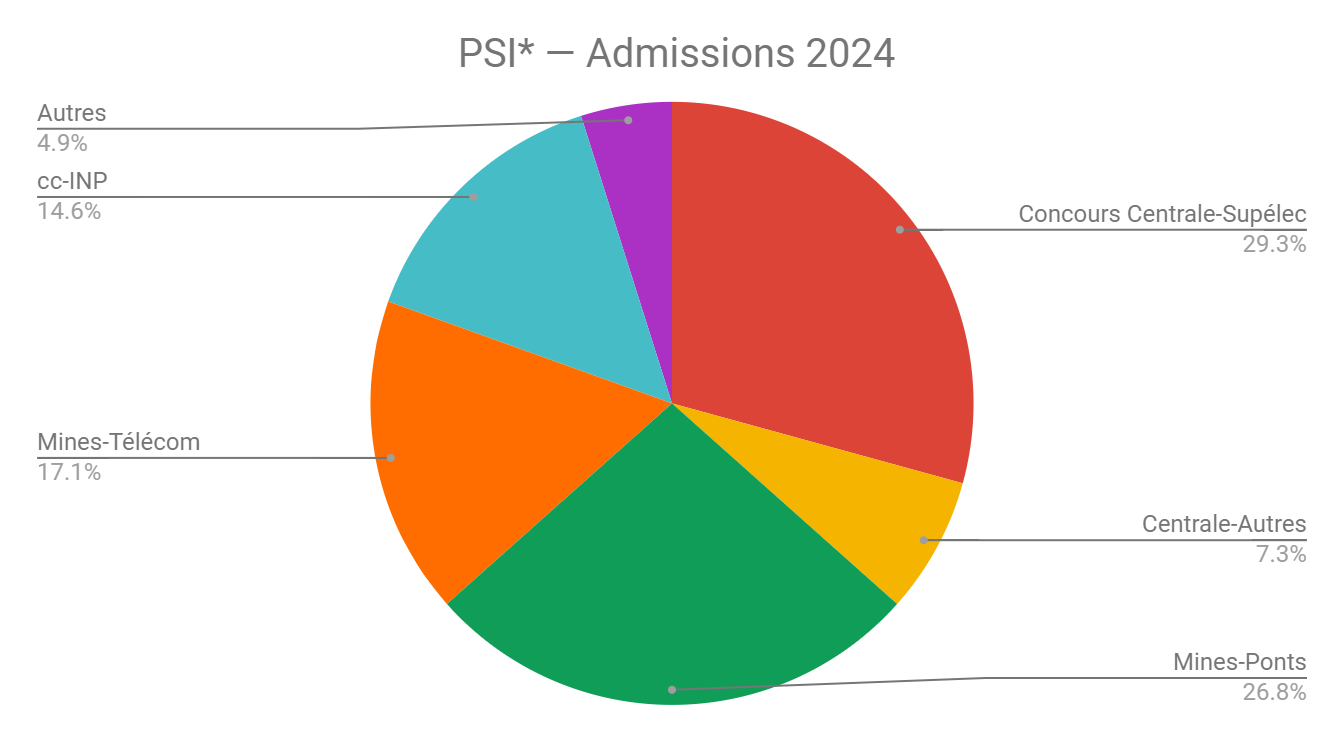 PSI* — Admissions 2024
Autres
4.9%
cc-INP
14.6%
Mines-Télécom
17.1%
Concours Centrale-Supélec
29.3%
Centrale-Autres
7.3%
Mines-Ponts
26.8%